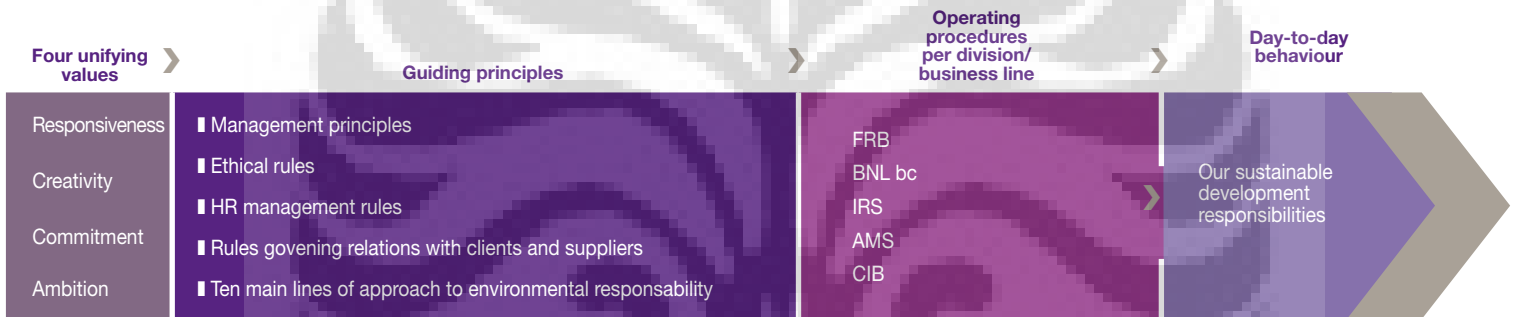 Four unifying
values
Responsiveness
Creativity
Commitment
Ambition
Guiding principles
▮ Management principles
▮ Ethical rules
▮ HR management rules
▮ Rules govening relations with clients and suppliers
▮ Ten main lines of approach to environmental responsability
Operating
procedures
per division/
business line
FRB
BNL bc
IRS
AMS
CIB
Day-to-day
behaviour
Our sustainable
development
responsibilities